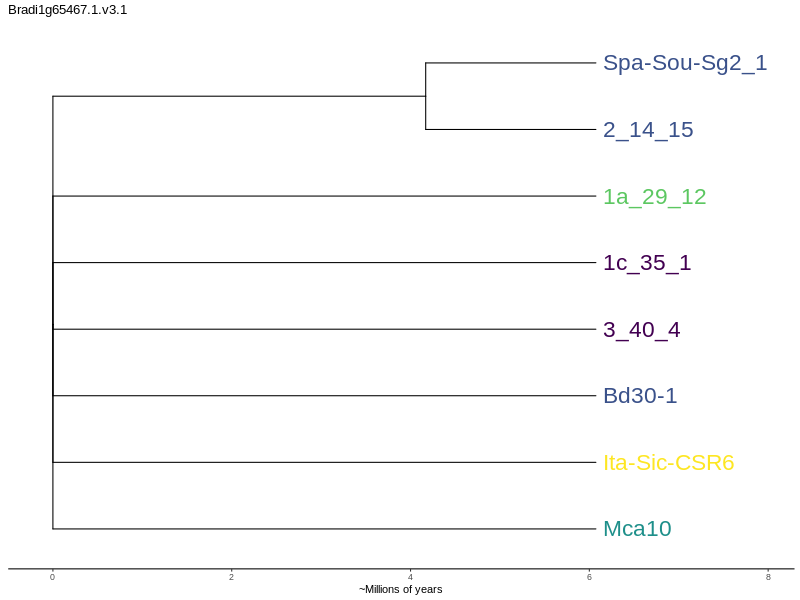 Bradi1g65467.1.v3.1
Spa-Sou-Sg2_1
2_14_15
1a_29_12
1c_35_1
3_40_4
Bd30-1
Ita-Sic-CSR6
Mca10
0 2 4 6 8
~Millions of years